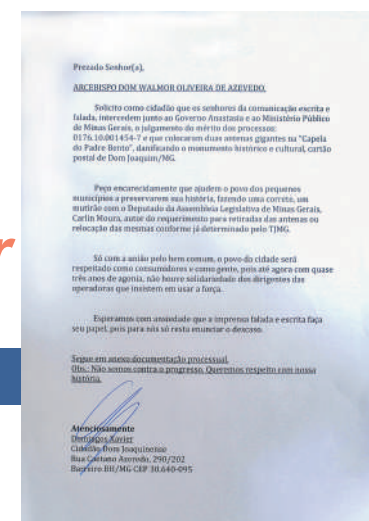 Prezado Senhor(a),
ARCEBISPO DOM WALMOR OLIVEIRA DE AZEVEDO,
Solicito como cidadão que os senhores da comunicação escrita e
falada, intercedem junto ao Governo Anastasia e ao Ministério Público
de Minas Gerais, o julgamento do mérito dos processos:
0176.10.001454-7 e que colocaram duas antenas gigantes na "Capela
do Padre Bento", danificando o monumento histórico e cultural, cartão
postal de Dom Joaquim/MG.
Peço encarecidamente que ajudem o povo dos pequenos
municípios a preservarem sua história, fazendo uma correte, um
mutirão com o Deputado da Assembleia Legislativa de Minas Gerais,
Carlin Moura, autor do requerimento para retiradas das antenas ou
relocação das mesmas conforme já determinado pelo TJMG.
Só com a união pelo bem comum, o povo da cidade será
respeitado como consumidores e como gente, pois até agora com quase
três anos de agonia, não houve solidariedade dos dirigentes das
operadoras que insistem em usar a força.
Esperamos com ansiedade que a imprensa falada e escrita faça
seu papel, pois para nós só resta enunciar o descaso.
Segue em anexo documentação processual.
Obs.: Não somos contra o progresso. Queremos respeito com nossa
história.
Atenciosamente
Domingos Xavier
Cidadão Dom Joaquinense
Rua Caetano Azeredo, 290/202
Barreiro BH/MG CEP 30.640-095
r